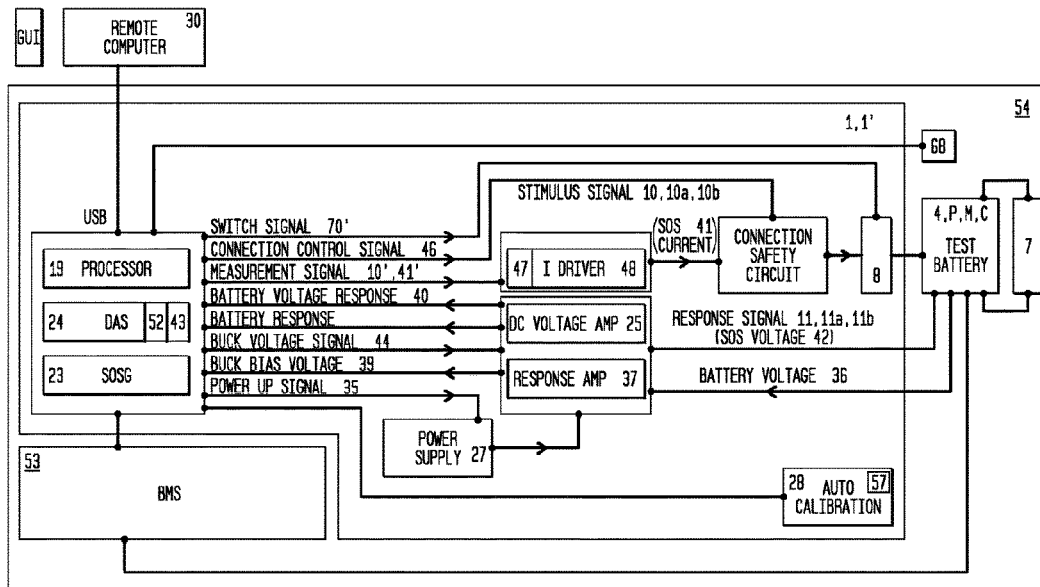 GUI
REMOTE 30
COMPUTER
54
1,1'
GB
USB
STIMULUS SIGNAL 10,10a,10b
SWITCH SIGNAL 70'
CONNECTION CONTROL SIGNAL 46
MEASUREMENT SIGNAL 10',41'
BATTERY VOLTAGE RESPONSE 40
BATTERY RESPONSE
BUCK VOLTAGE SIGNAL 44
BUCK BIAS VOLTAGE 39
POWER UP SIGNAL 35
19 PROCESSOR
24 DAS 52 43
23 SOSG
47 I DRIVER 48
(SOS 41
CURRENT)
CONNECTION
SAFETY
CIRCUIT
8
4,P,M,C
TEST
BATTERY
7
DC VOLTAGE AMP 25
RESPONSE AMP 37
RESPONSE SIGNAL 11,11a,11b
(SOS VOLTAGE 42)
BATTERY VOLTAGE 36
POWER
SUPPLY 27
53
BMS
28 AUTO 57
CALIBRATION